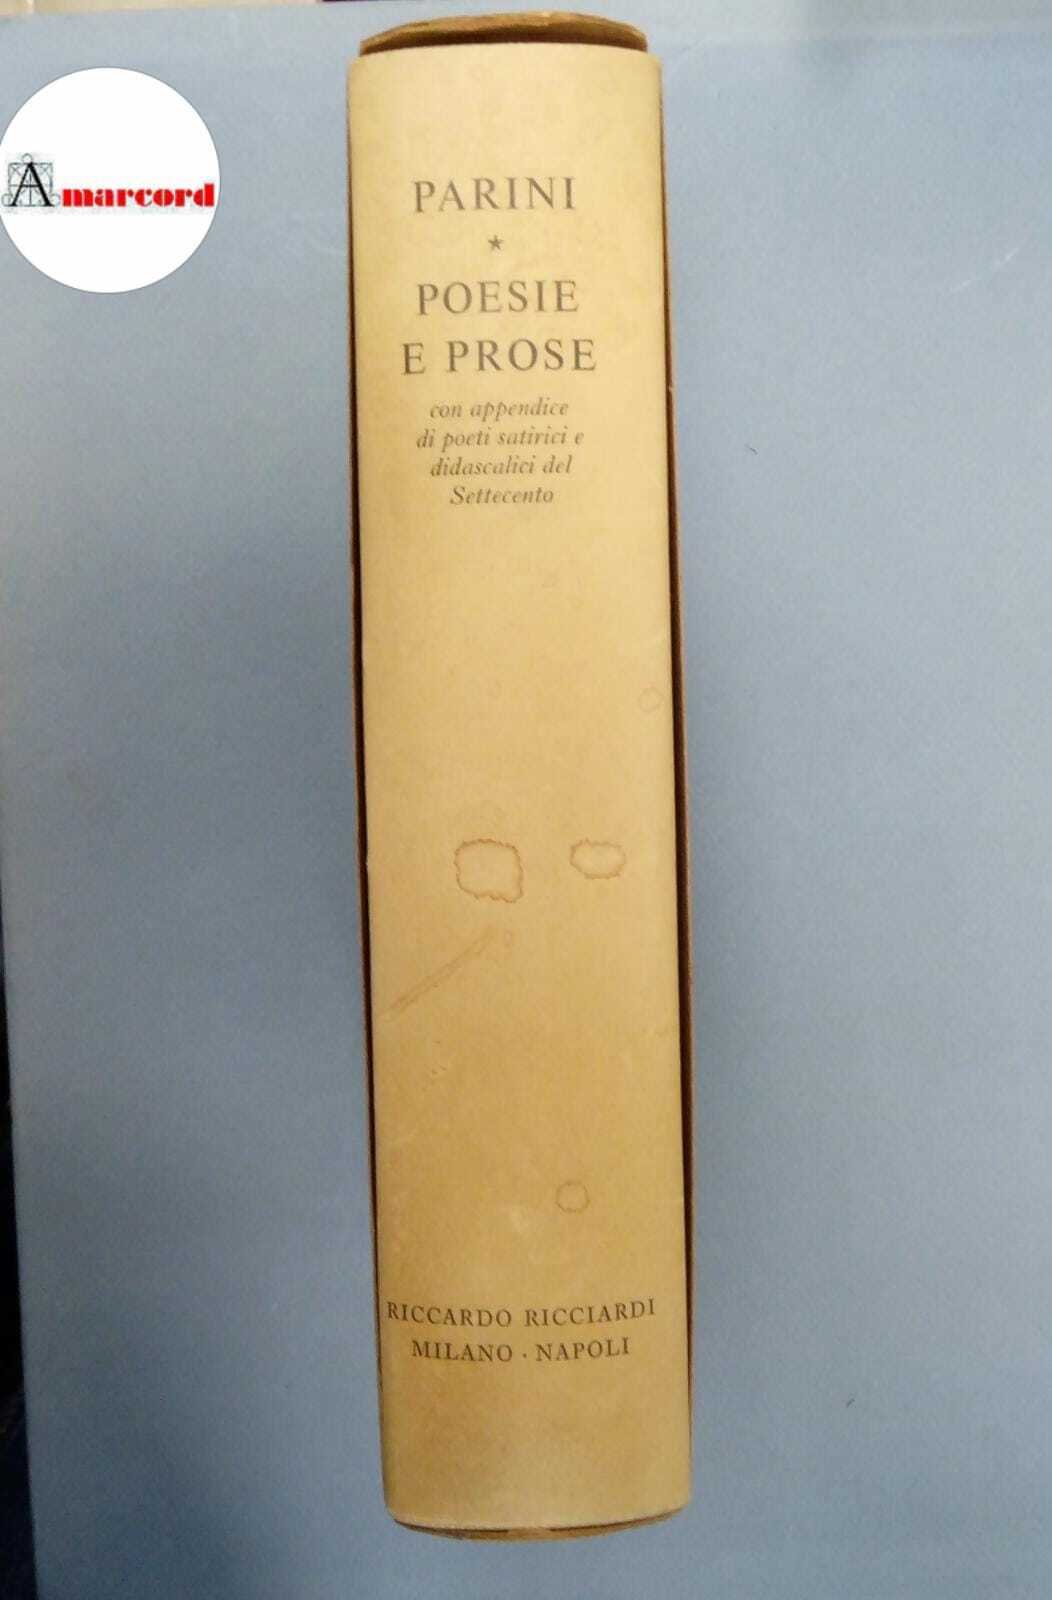 Amarcord
PARINI
★
POESIE
E PROSE
con appendice
di poeti satirici e
didascalici del
Settecento
RICCARDO RICCIARDI
MILANO · NAPOLI